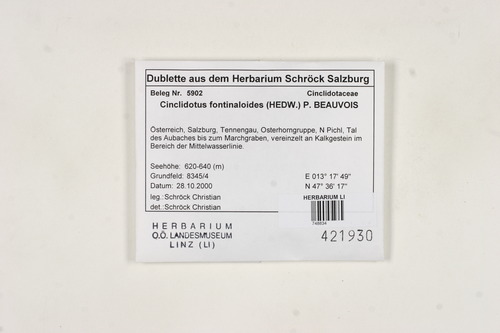 Dublette aus dem Herbarium Schröck Salzburg
Beleg Nr. 5902 Cinclidotaceae
Cinclidotus fontinaloides (HEDW.) P. BEAUVOIS
Österreich, Salzburg, Tennengau, Osterhorngruppe, N Pichl, Tal
des Aubaches bis zum Marchgraben, vereinzelt an Kalkgestein im
Bereich der Mittelwasserlinie.
Seehöhe: 620-640 (m)
Grundfeld: 8345/4 E 013° 17' 49"
Datum: 28.10.2000 N 47° 36' 17"
leg.: Schröck Christian HERBARIUM LI
det.: Schröck Christian
HERBARIUM
O.Ö. LANDESMUSEUM
LINZ (LI)
421930